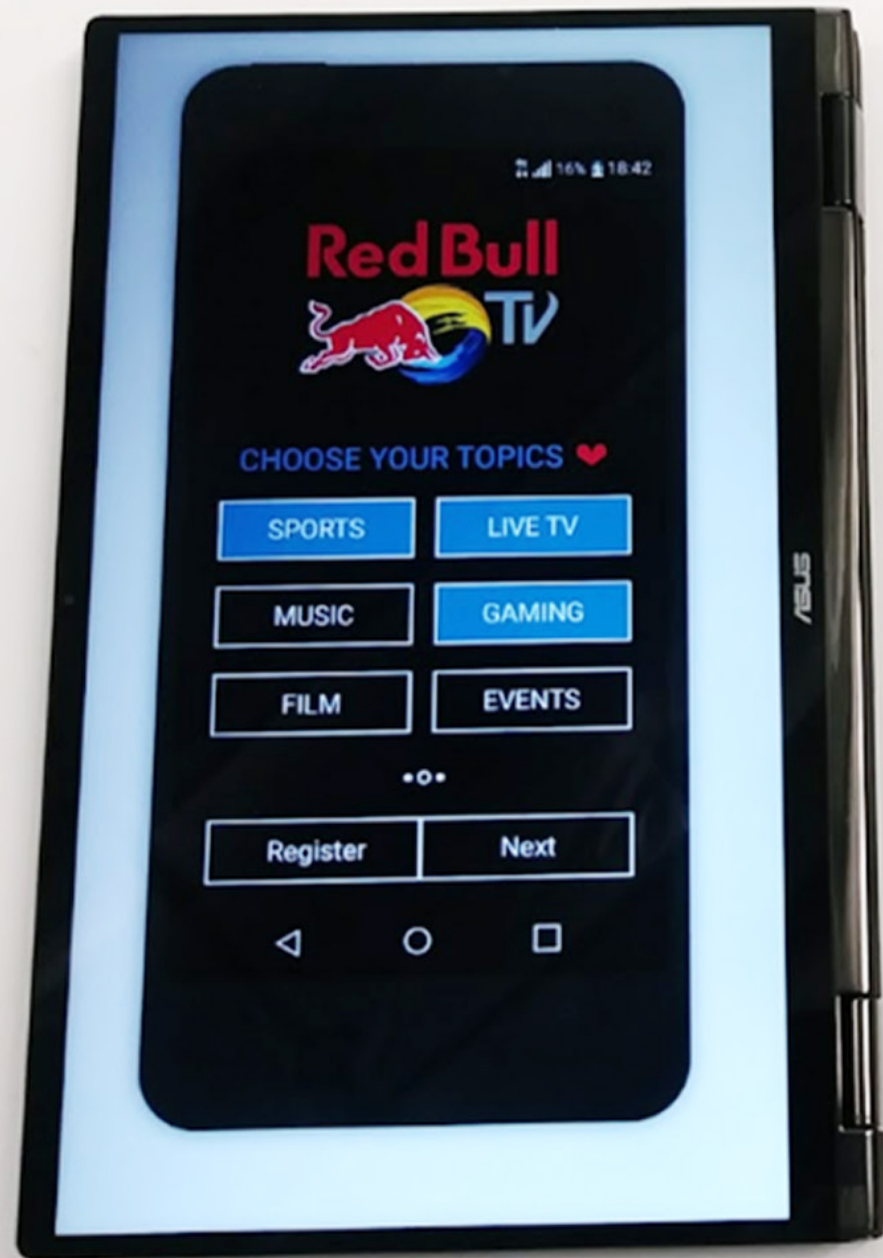 16% 18:42
Red Bull
TV
CHOOSE YOUR TOPICS
SPORTS LIVE TV
MUSIC GAMING
FILM EVENTS
Register Next
ASUS